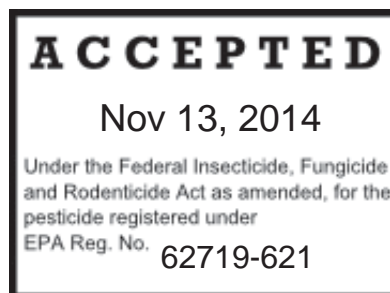 ACCEPTED
Nov 13, 2014
Under the Federal Insecticide, Fungicide
and Rodenticide Act as amended, for the
pesticide registered under
EPA Reg. No. 62719-621